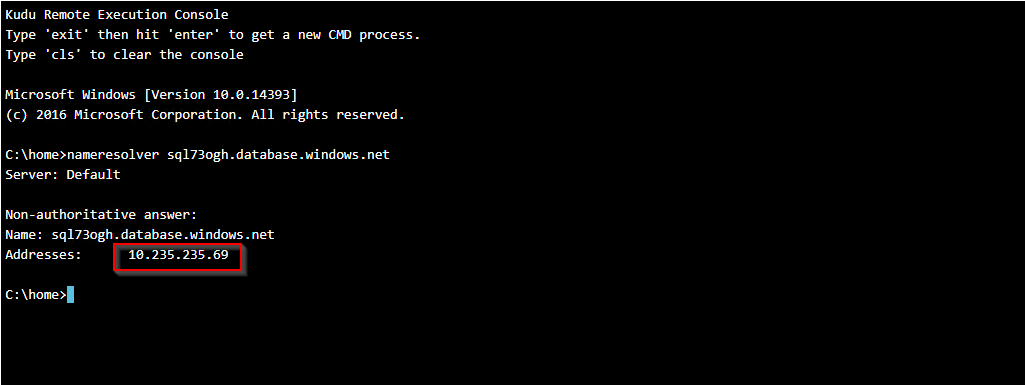 Kudu Remote Execution Console
Type 'exit' then hit 'enter' to get a new CMD process.
Type 'cls' to clear the console
Microsoft Windows [Version 10.0.14393]
(c) 2016 Microsoft Corporation. All rights reserved.
C:\home>nameresolver sql73ogh.database.windows.net
Server: Default
Non-authoritative answer:
Name: sql73ogh.database.windows.net
Addresses: 10.235.235.69
C:\home>